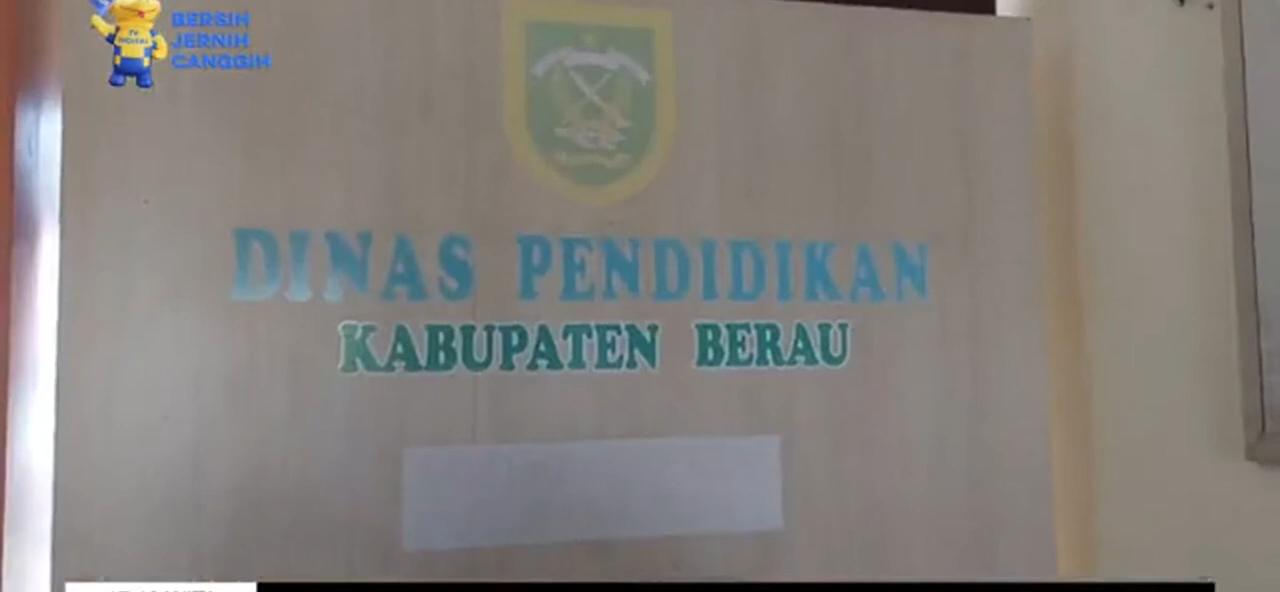 BERSIH
JERNIH
CANGGIH
DINAS PENDIDIKAN
KABUPATEN BERAU